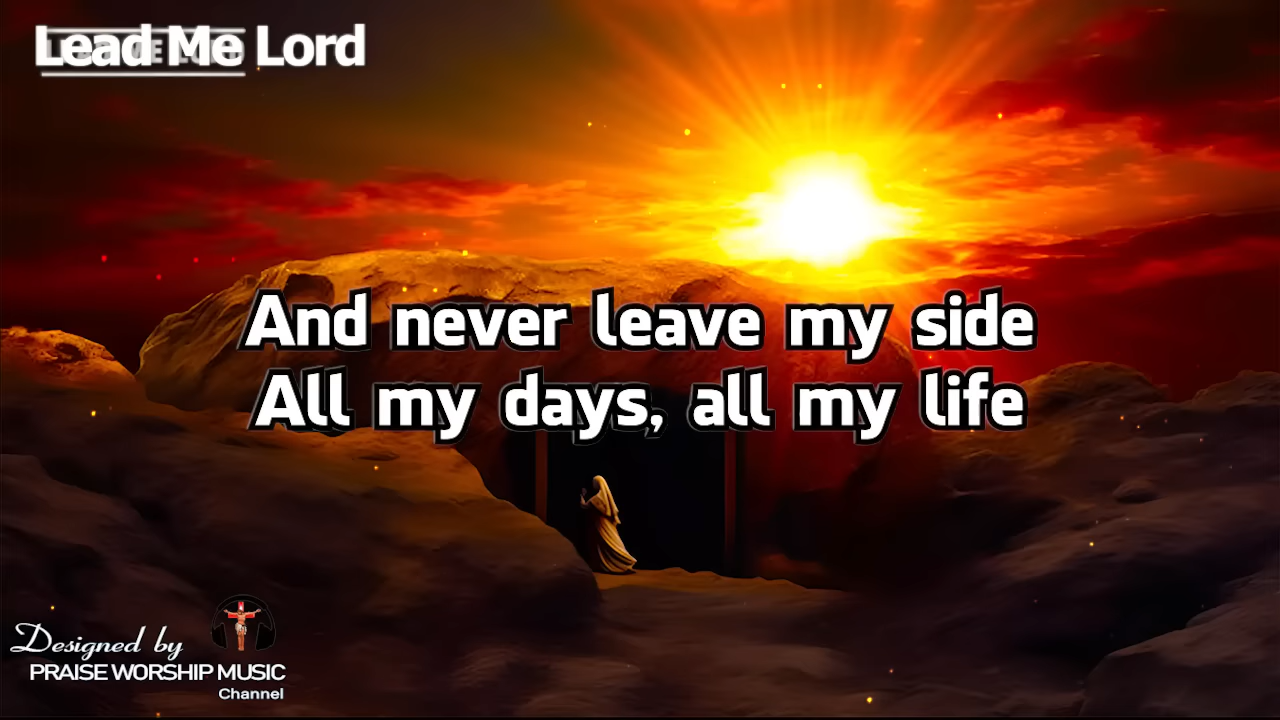 Lead Me Lord
And never leave my side
All my days, all my life
Designed by
PRAISE WORSHIP MUSIC
Channel